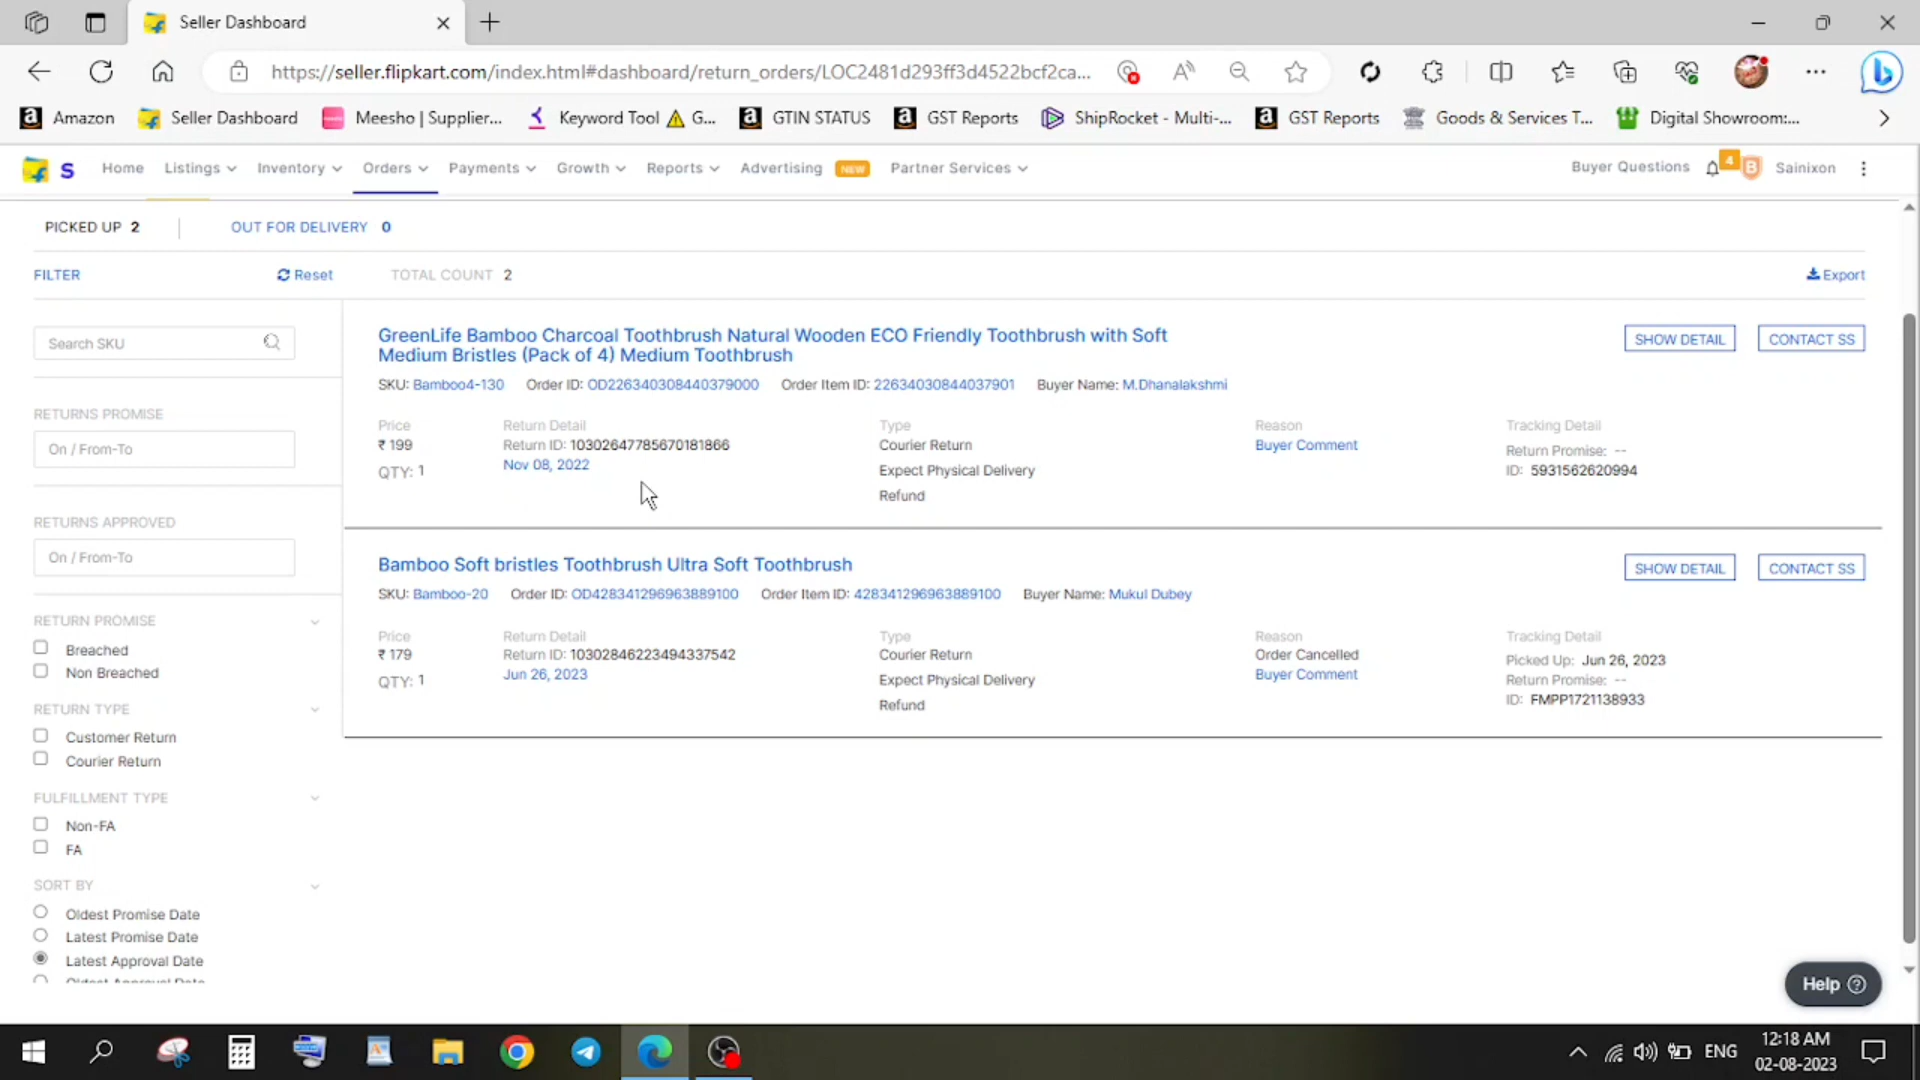 Seller Dashboard
https://seller.flipkart.com/index.html#dashboard/return_orders/LOC2481d293ff3d4522bcf2ca...
Amazon Seller Dashboard Meesho | Supplier... Keyword Tool G... GTIN STATUS GST Reports ShipRocket - Multi-... GST Reports Goods & Services T... Digital Showroom:...
S Home Listings Inventory Orders Payments Growth Reports Advertising NEW Partner Services Buyer Questions 4 B Sainixon
PICKED UP 2 OUT FOR DELIVERY 0
FILTER Reset TOTAL COUNT 2 Export
Search SKU
RETURNS PROMISE
On / From-To
RETURNS APPROVED
On / From-To
RETURN PROMISE
Breached
Non Breached
RETURN TYPE
Customer Return
Courier Return
FULFILLMENT TYPE
Non-FA
FA
SORT BY
Oldest Promise Date
Latest Promise Date
Latest Approval Date
Oldest Approval Date
GreenLife Bamboo Charcoal Toothbrush Natural Wooden ECO Friendly Toothbrush with Soft
Medium Bristles (Pack of 4) Medium Toothbrush
SHOW DETAIL CONTACT SS
SKU: Bamboo4-130 Order ID: OD226340308440379000 Order Item ID: 22634030844037901 Buyer Name: M.Dhanalakshmi
Price Return Detail Type Reason Tracking Detail
₹ 199 Return ID: 10302647785670181866 Courier Return Buyer Comment Return Promise: --
QTY: 1 Nov 08, 2022 Expect Physical Delivery ID: 5931562620994
Refund
Bamboo Soft bristles Toothbrush Ultra Soft Toothbrush
SHOW DETAIL CONTACT SS
SKU: Bamboo-20 Order ID: OD428341296963889100 Order Item ID: 428341296963889100 Buyer Name: Mukul Dubey
Price Return Detail Type Reason Tracking Detail
₹ 179 Return ID: 10302846223494337542 Courier Return Order Cancelled Picked Up: Jun 26, 2023
QTY: 1 Jun 26, 2023 Expect Physical Delivery Buyer Comment Return Promise: --
Refund ID: FMPP1721138933
Help
ENG 12:18 AM
02-08-2023